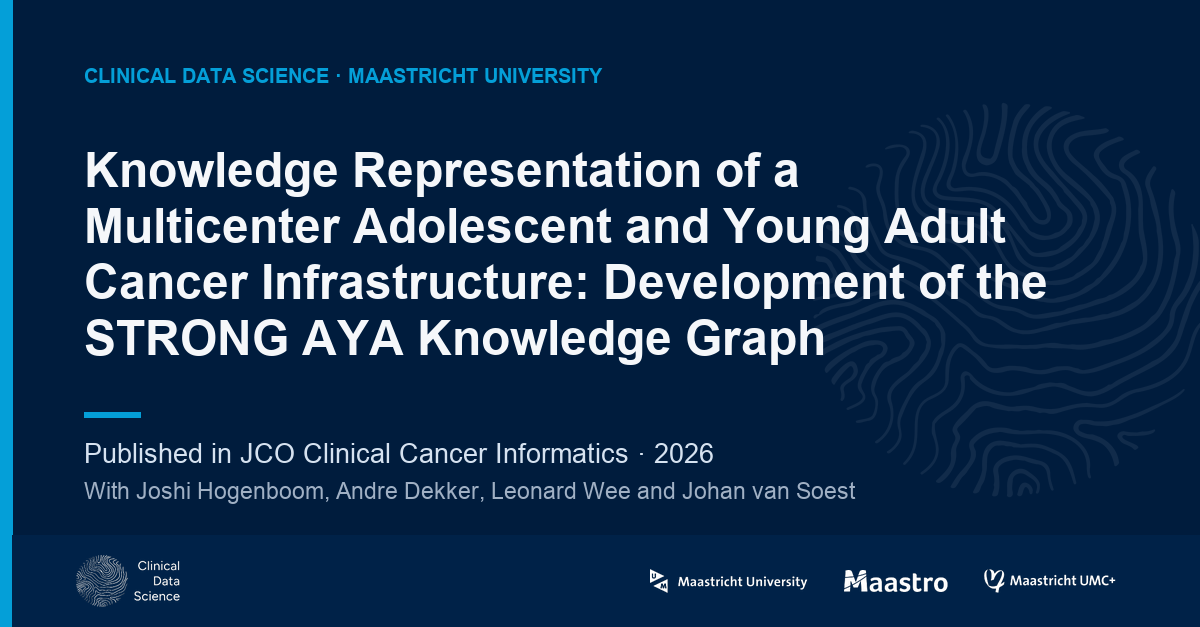 CLINICAL DATA SCIENCE · MAASTRICHT UNIVERSITY
Knowledge Representation of a
Multicenter Adolescent and Young Adult
Cancer Infrastructure: Development of the
STRONG AYA Knowledge Graph
Published in JCO Clinical Cancer Informatics · 2026
With Joshi Hogenboom, Andre Dekker, Leonard Wee and Johan van Soest
Clinical
Data
Science
UM
Maastricht University
Maastro
Maastricht UMC+